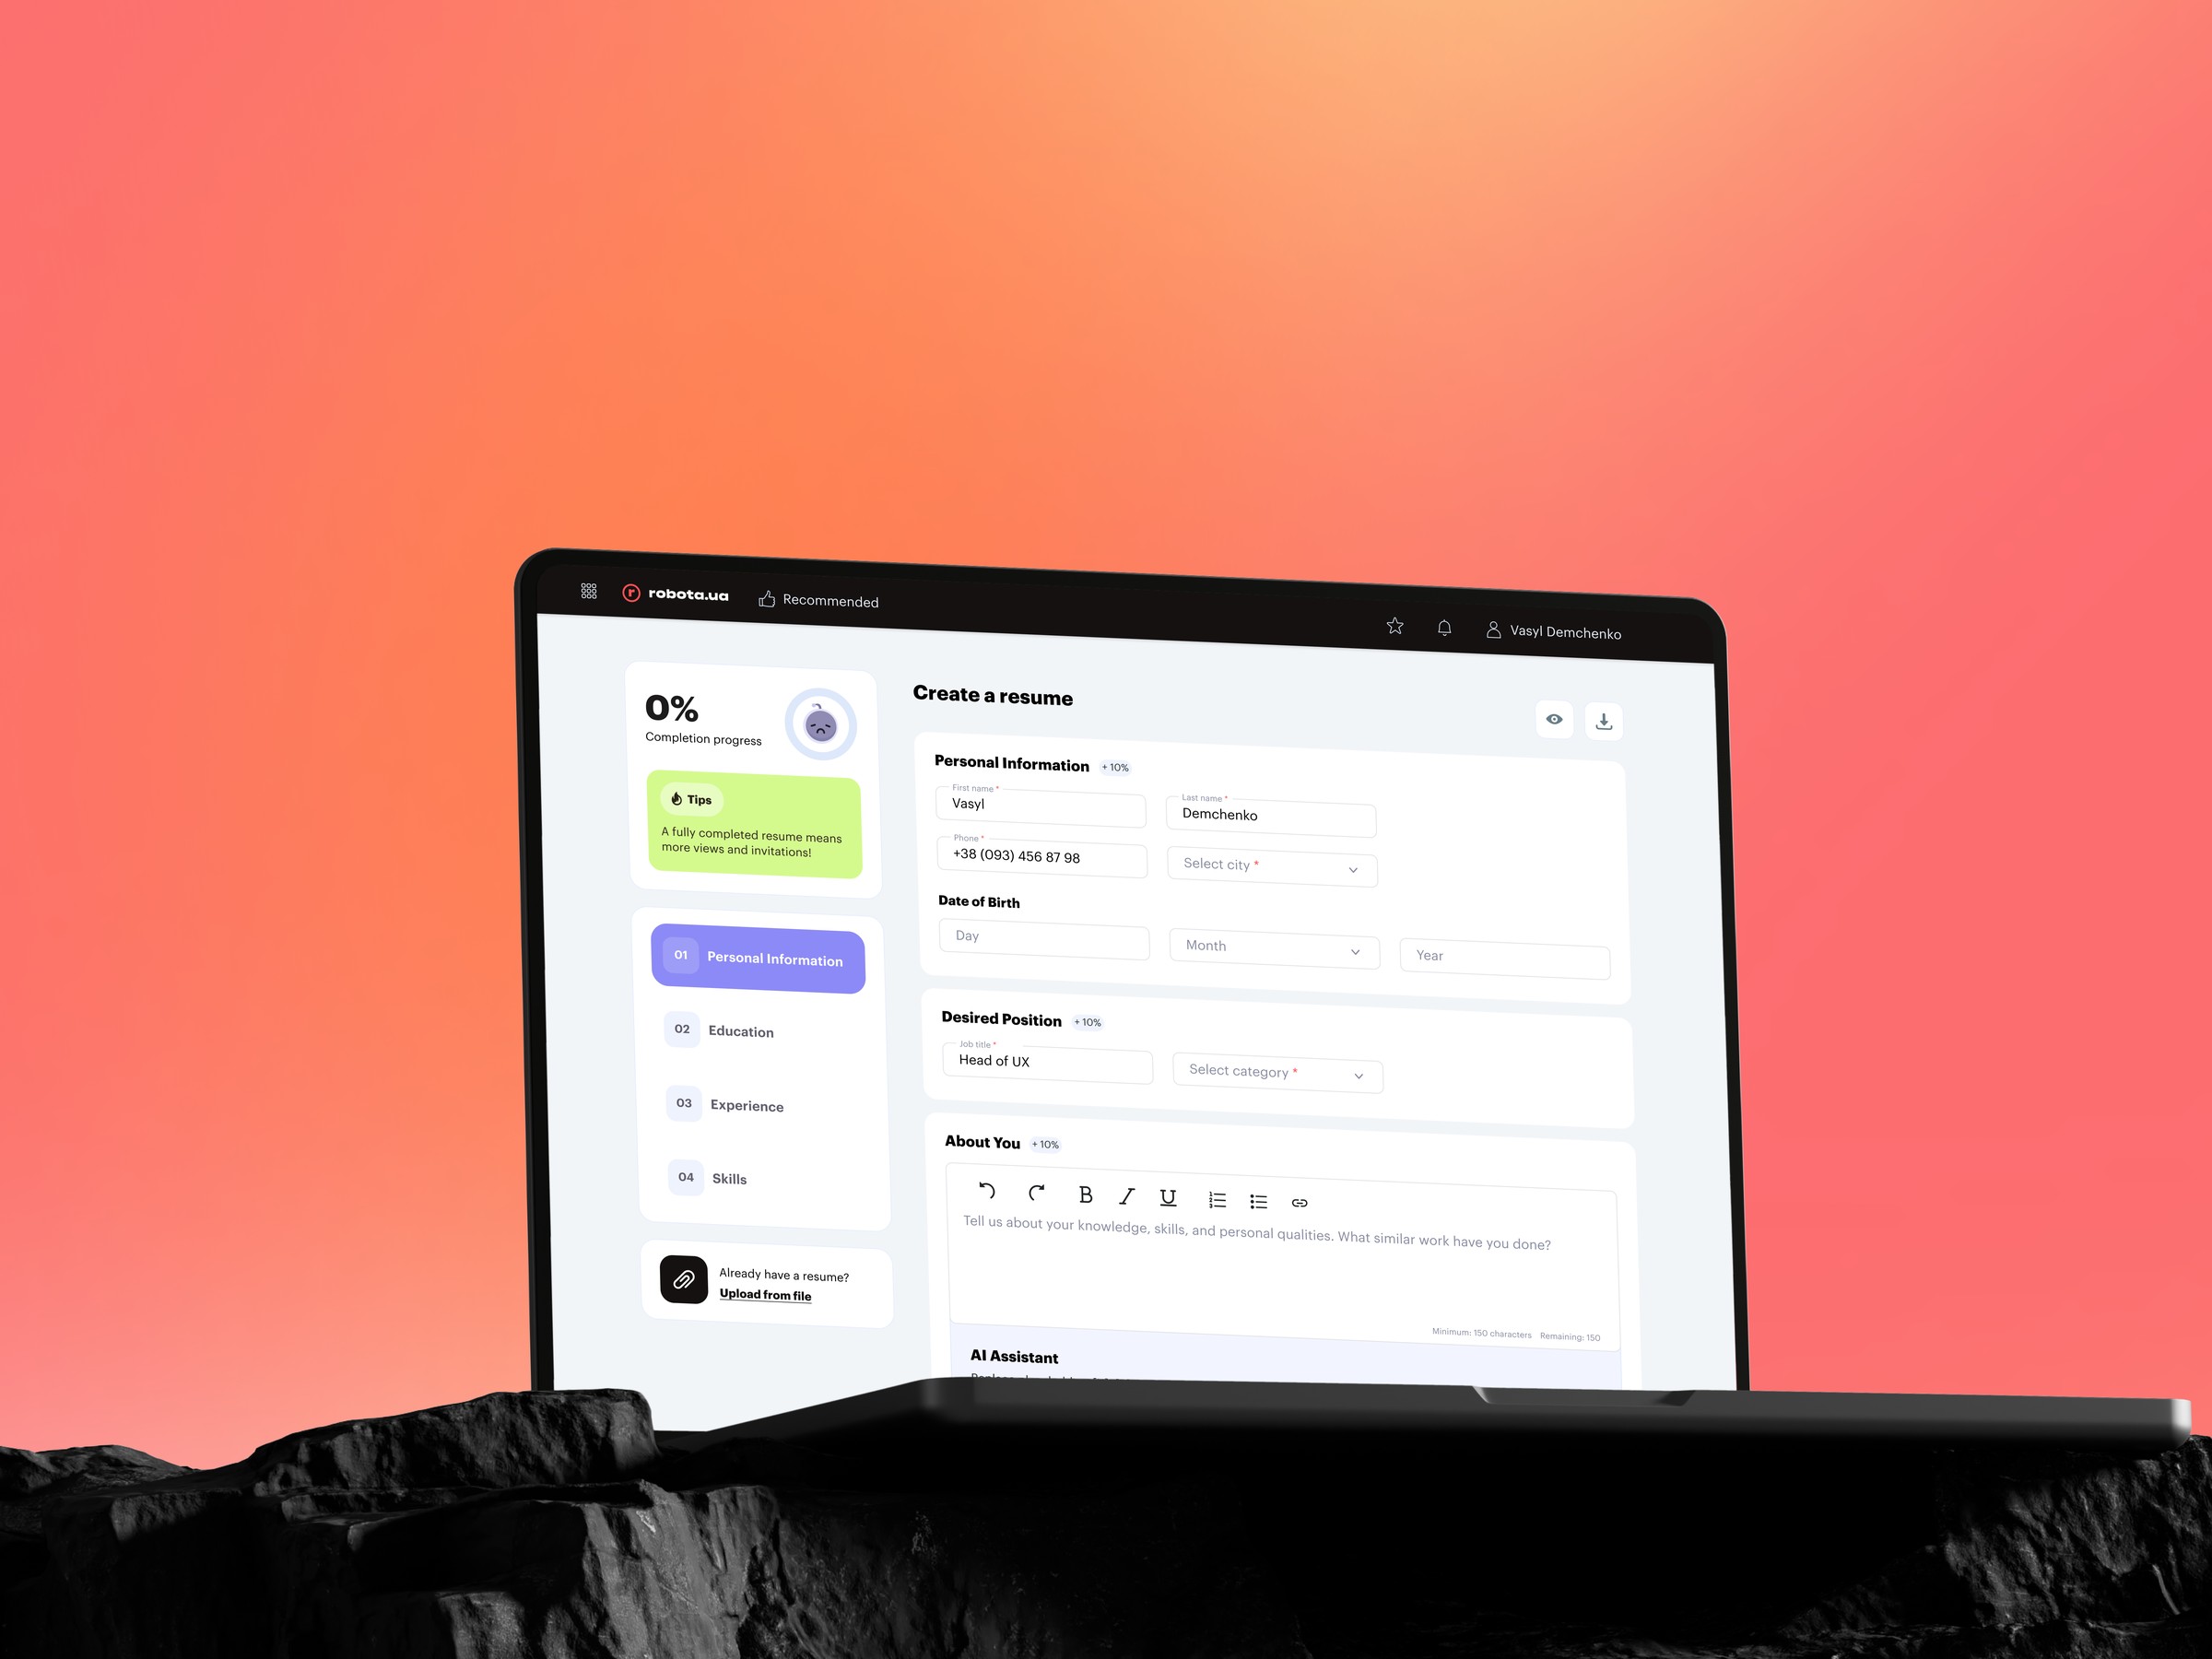 robota.ua
Recommended
Vasyl Demchenko
0%
Completion progress
Tips
A fully completed resume means
more views and invitations!
01 Personal Information
02 Education
03 Experience
04 Skills
Already have a resume?
Upload from file
Create a resume
Personal Information + 10%
First name *
Vasyl
Last name *
Demchenko
Phone *
+38 (093) 456 87 98
Select city *
Date of Birth
Day
Month
Year
Desired Position + 10%
Job title *
Head of UX
Select category *
About You + 10%
B I U
Tell us about your knowledge, skills, and personal qualities. What similar work have you done?
Minimum: 150 characters Remaining: 150
AI Assistant